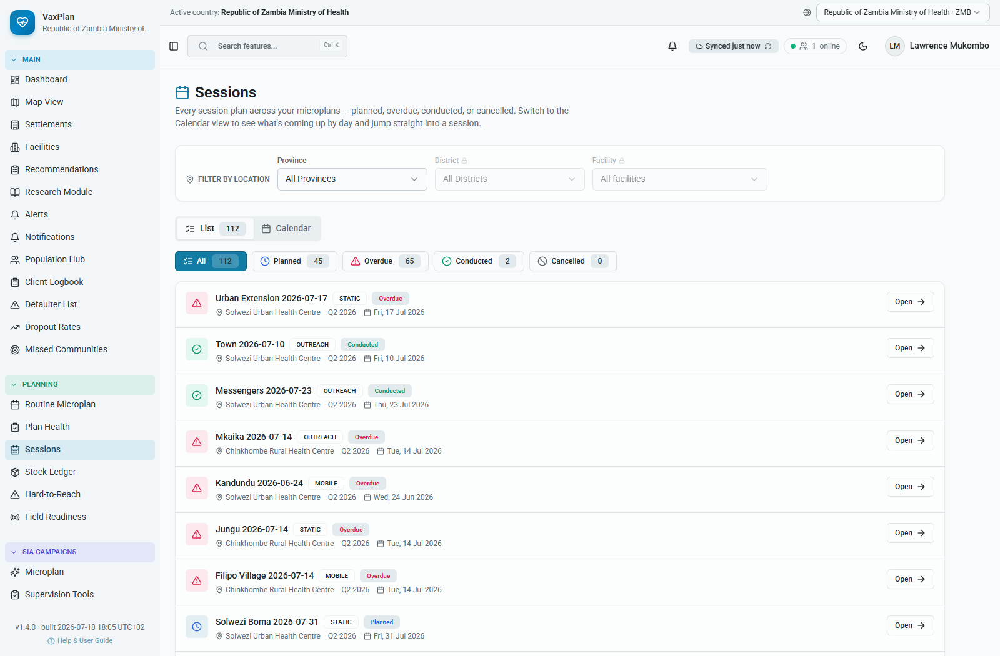 VaxPlan
Republic of Zambia Ministry of...
Active country: Republic of Zambia Ministry of Health
Republic of Zambia Ministry of Health · ZMB
Search features...
Ctrl K
Synced just now
1 online
LM
Lawrence Mukombo
MAIN
Dashboard
Map View
Settlements
Facilities
Recommendations
Research Module
Alerts
Notifications
Population Hub
Client Logbook
Defaulter List
Dropout Rates
Missed Communities
PLANNING
Routine Microplan
Plan Health
Sessions
Stock Ledger
Hard-to-Reach
Field Readiness
SIA CAMPAIGNS
Microplan
Supervision Tools
v1.4.0 · built 2026-07-18 18:05 UTC+02
Help & User Guide
Sessions
Every session-plan across your microplans — planned, overdue, conducted, or cancelled. Switch to the
Calendar view to see what's coming up by day and jump straight into a session.
FILTER BY LOCATION
Province
All Provinces
District
All Districts
Facility
All facilities
List 112
Calendar
All 112
Planned 45
Overdue 65
Conducted 2
Cancelled 0
Urban Extension 2026-07-17 STATIC Overdue
Solwezi Urban Health Centre Q2 2026 Fri, 17 Jul 2026
Open
Town 2026-07-10 OUTREACH Conducted
Solwezi Urban Health Centre Q2 2026 Fri, 10 Jul 2026
Open
Messengers 2026-07-23 OUTREACH Conducted
Solwezi Urban Health Centre Q2 2026 Thu, 23 Jul 2026
Open
Mkaika 2026-07-14 OUTREACH Overdue
Chinkhombe Rural Health Centre Q2 2026 Tue, 14 Jul 2026
Open
Kandundu 2026-06-24 MOBILE Overdue
Solwezi Urban Health Centre Q2 2026 Wed, 24 Jun 2026
Open
Jungu 2026-07-14 STATIC Overdue
Chinkhombe Rural Health Centre Q2 2026 Tue, 14 Jul 2026
Open
Filipo Village 2026-07-14 MOBILE Overdue
Chinkhombe Rural Health Centre Q2 2026 Tue, 14 Jul 2026
Open
Solwezi Boma 2026-07-31 STATIC Planned
Solwezi Urban Health Centre Q2 2026 Fri, 31 Jul 2026
Open